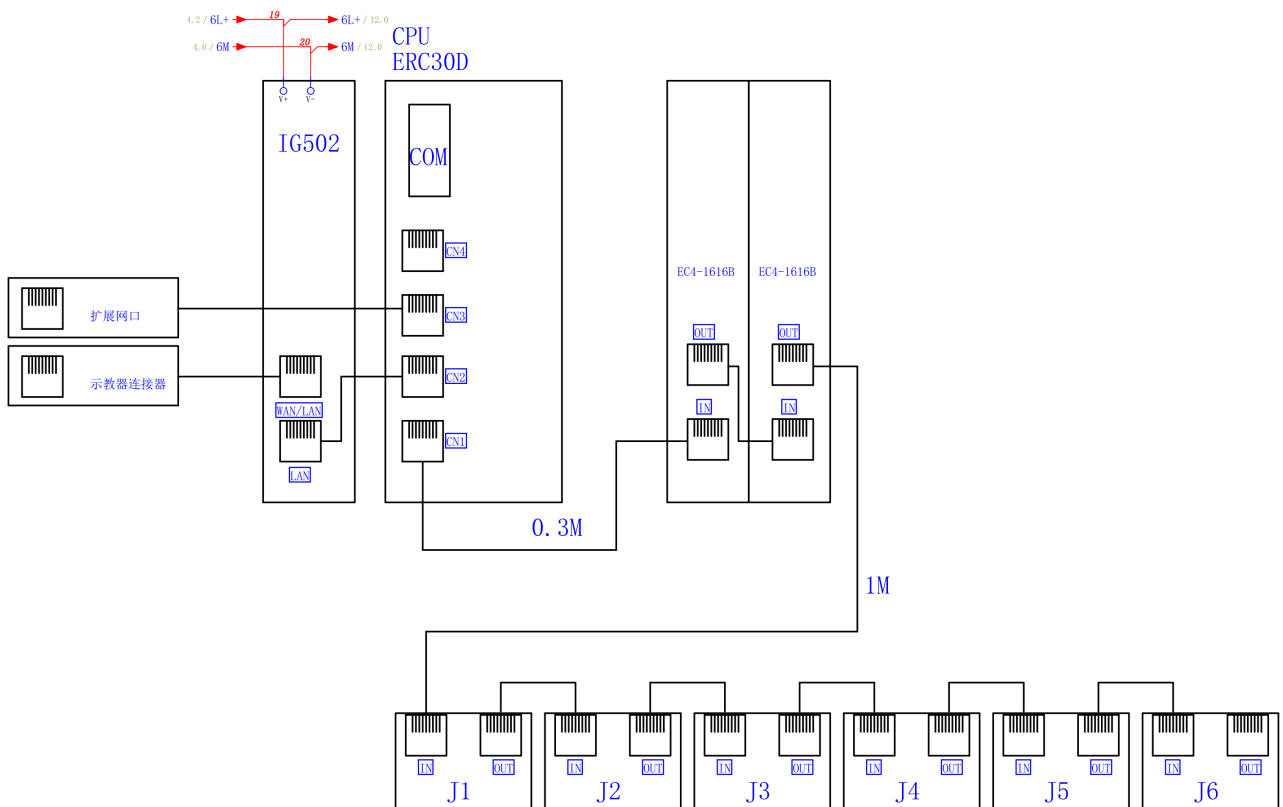 4.2 / 6L+ 19 6L+ / 12.0
4.6 / 6M 20 6M / 12.0
CPU
ERC30D
V+ V-
IG502
COM
CN4
EC4-1616B EC4-1616B
扩展网口
CN3
OUT OUT
示教器连接器
CN2
WAN/LAN
IN IN
CN1
LAN
0.3M
1M
IN OUT IN OUT IN OUT IN OUT IN OUT IN OUT
J1 J2 J3 J4 J5 J6